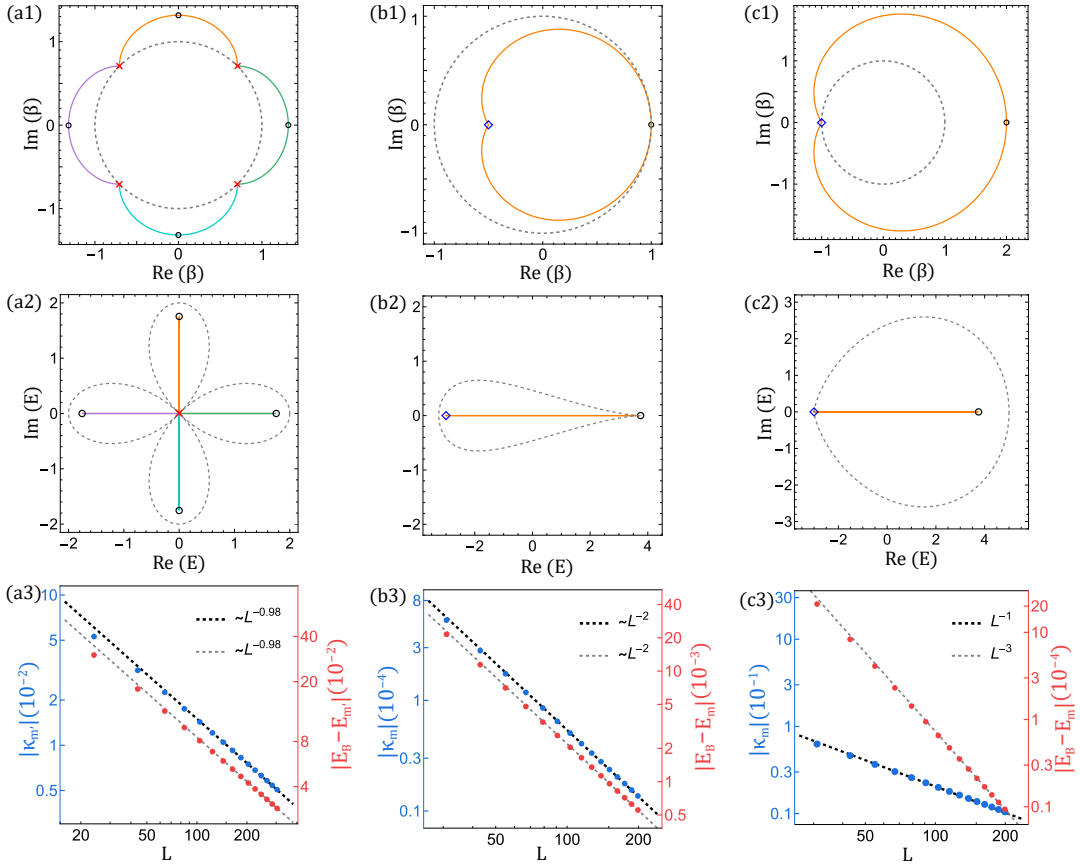 (a1)
Im (β)
1
0
−1
−1
0
1
Re (β)
(b1)
Im (β)
1
0
−1
−1
0
1
Re (β)
(c1)
Im (β)
1
0
−1
−1
0
1
2
Re (β)
(a2)
Im (E)
2
1
0
−1
−2
−2
−1
0
1
2
Re (E)
(b2)
2
1
0
−1
−2
−2
0
2
4
Re (E)
(c2)
Im (E)
3
2
1
0
−1
−2
−3
−2
0
2
4
Re (E)
(a3)
|κm'|(10−2)
10
5
2
1
0.5
~L−0.98
~L−0.98
40
20
8
4
|EB−Em'|(10−2)
20
50
100
200
L
(b3)
|κm|(10−4)
8
3
1
0.3
0.1
~L−2
~L−2
40
20
10
5
2
1
0.5
|EB−Em|(10−3)
50
100
200
L
(c3)
|κm|(10−1)
30
10
3
1
0.3
0.1
L−1
L−3
20
10
3
1
0.3
0.1
|EB−Em|(10−4)
50
100
200
L